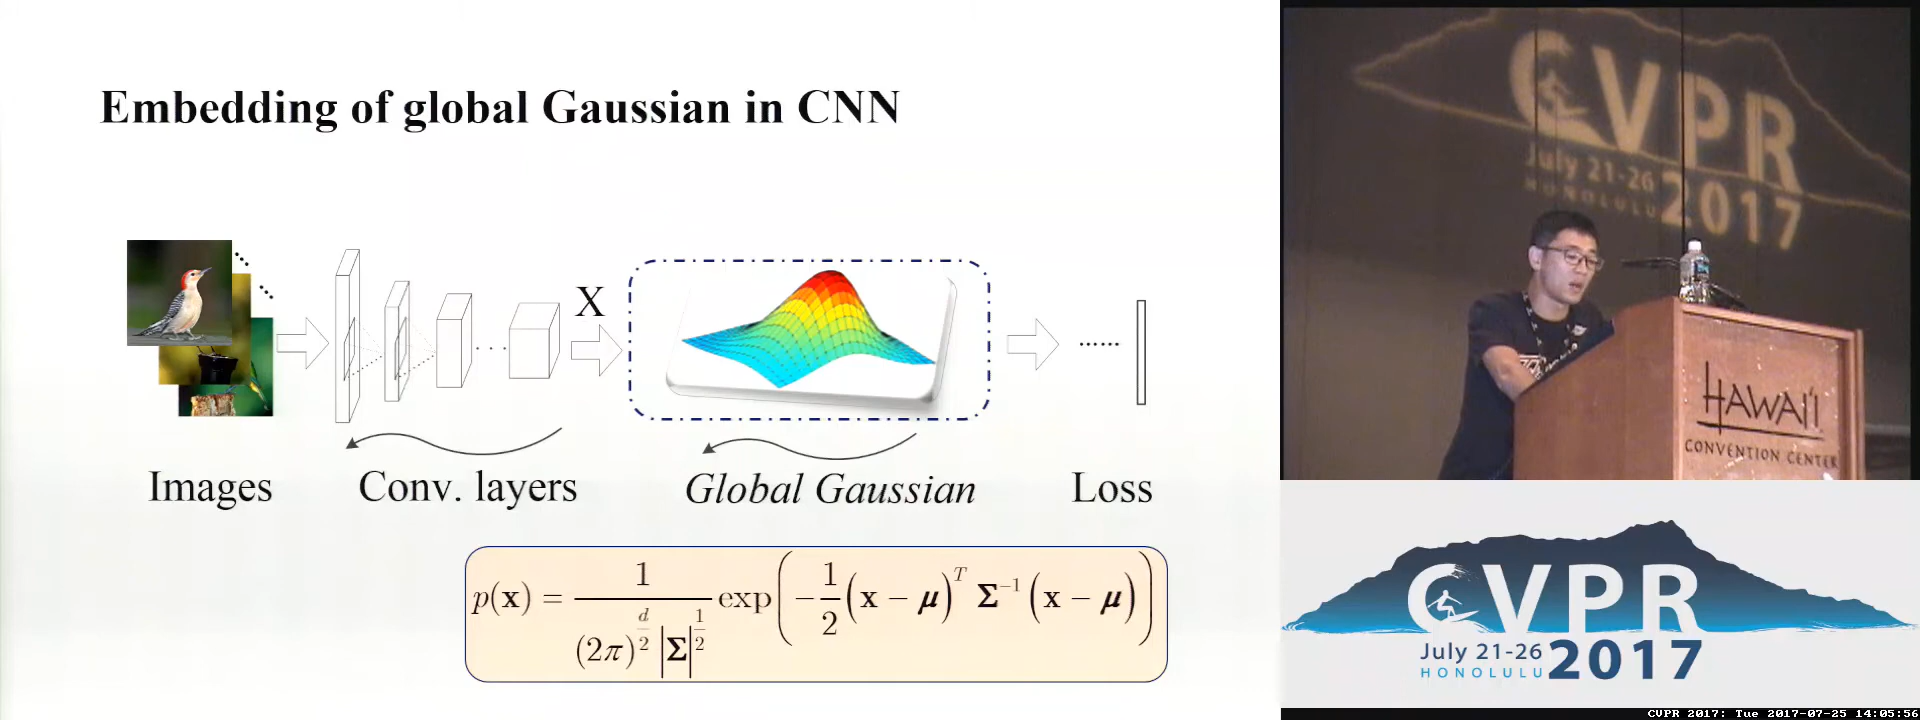 Embedding of global Gaussian in CNN
X
Images
Conv. layers
Global Gaussian
Loss
p(x) = 1 / ((2π)^{d/2} |Σ|^{1/2}) exp(-1/2 (x − μ)^T Σ^{-1} (x − μ))
CVPR
July 21-26
HONOLULU
2017
HAWAI'I
CONVENTION CENTER
CVPR
July 21-26
HONOLULU
2017
CVPR 2017: Tue 2017-07-25 14:05:56